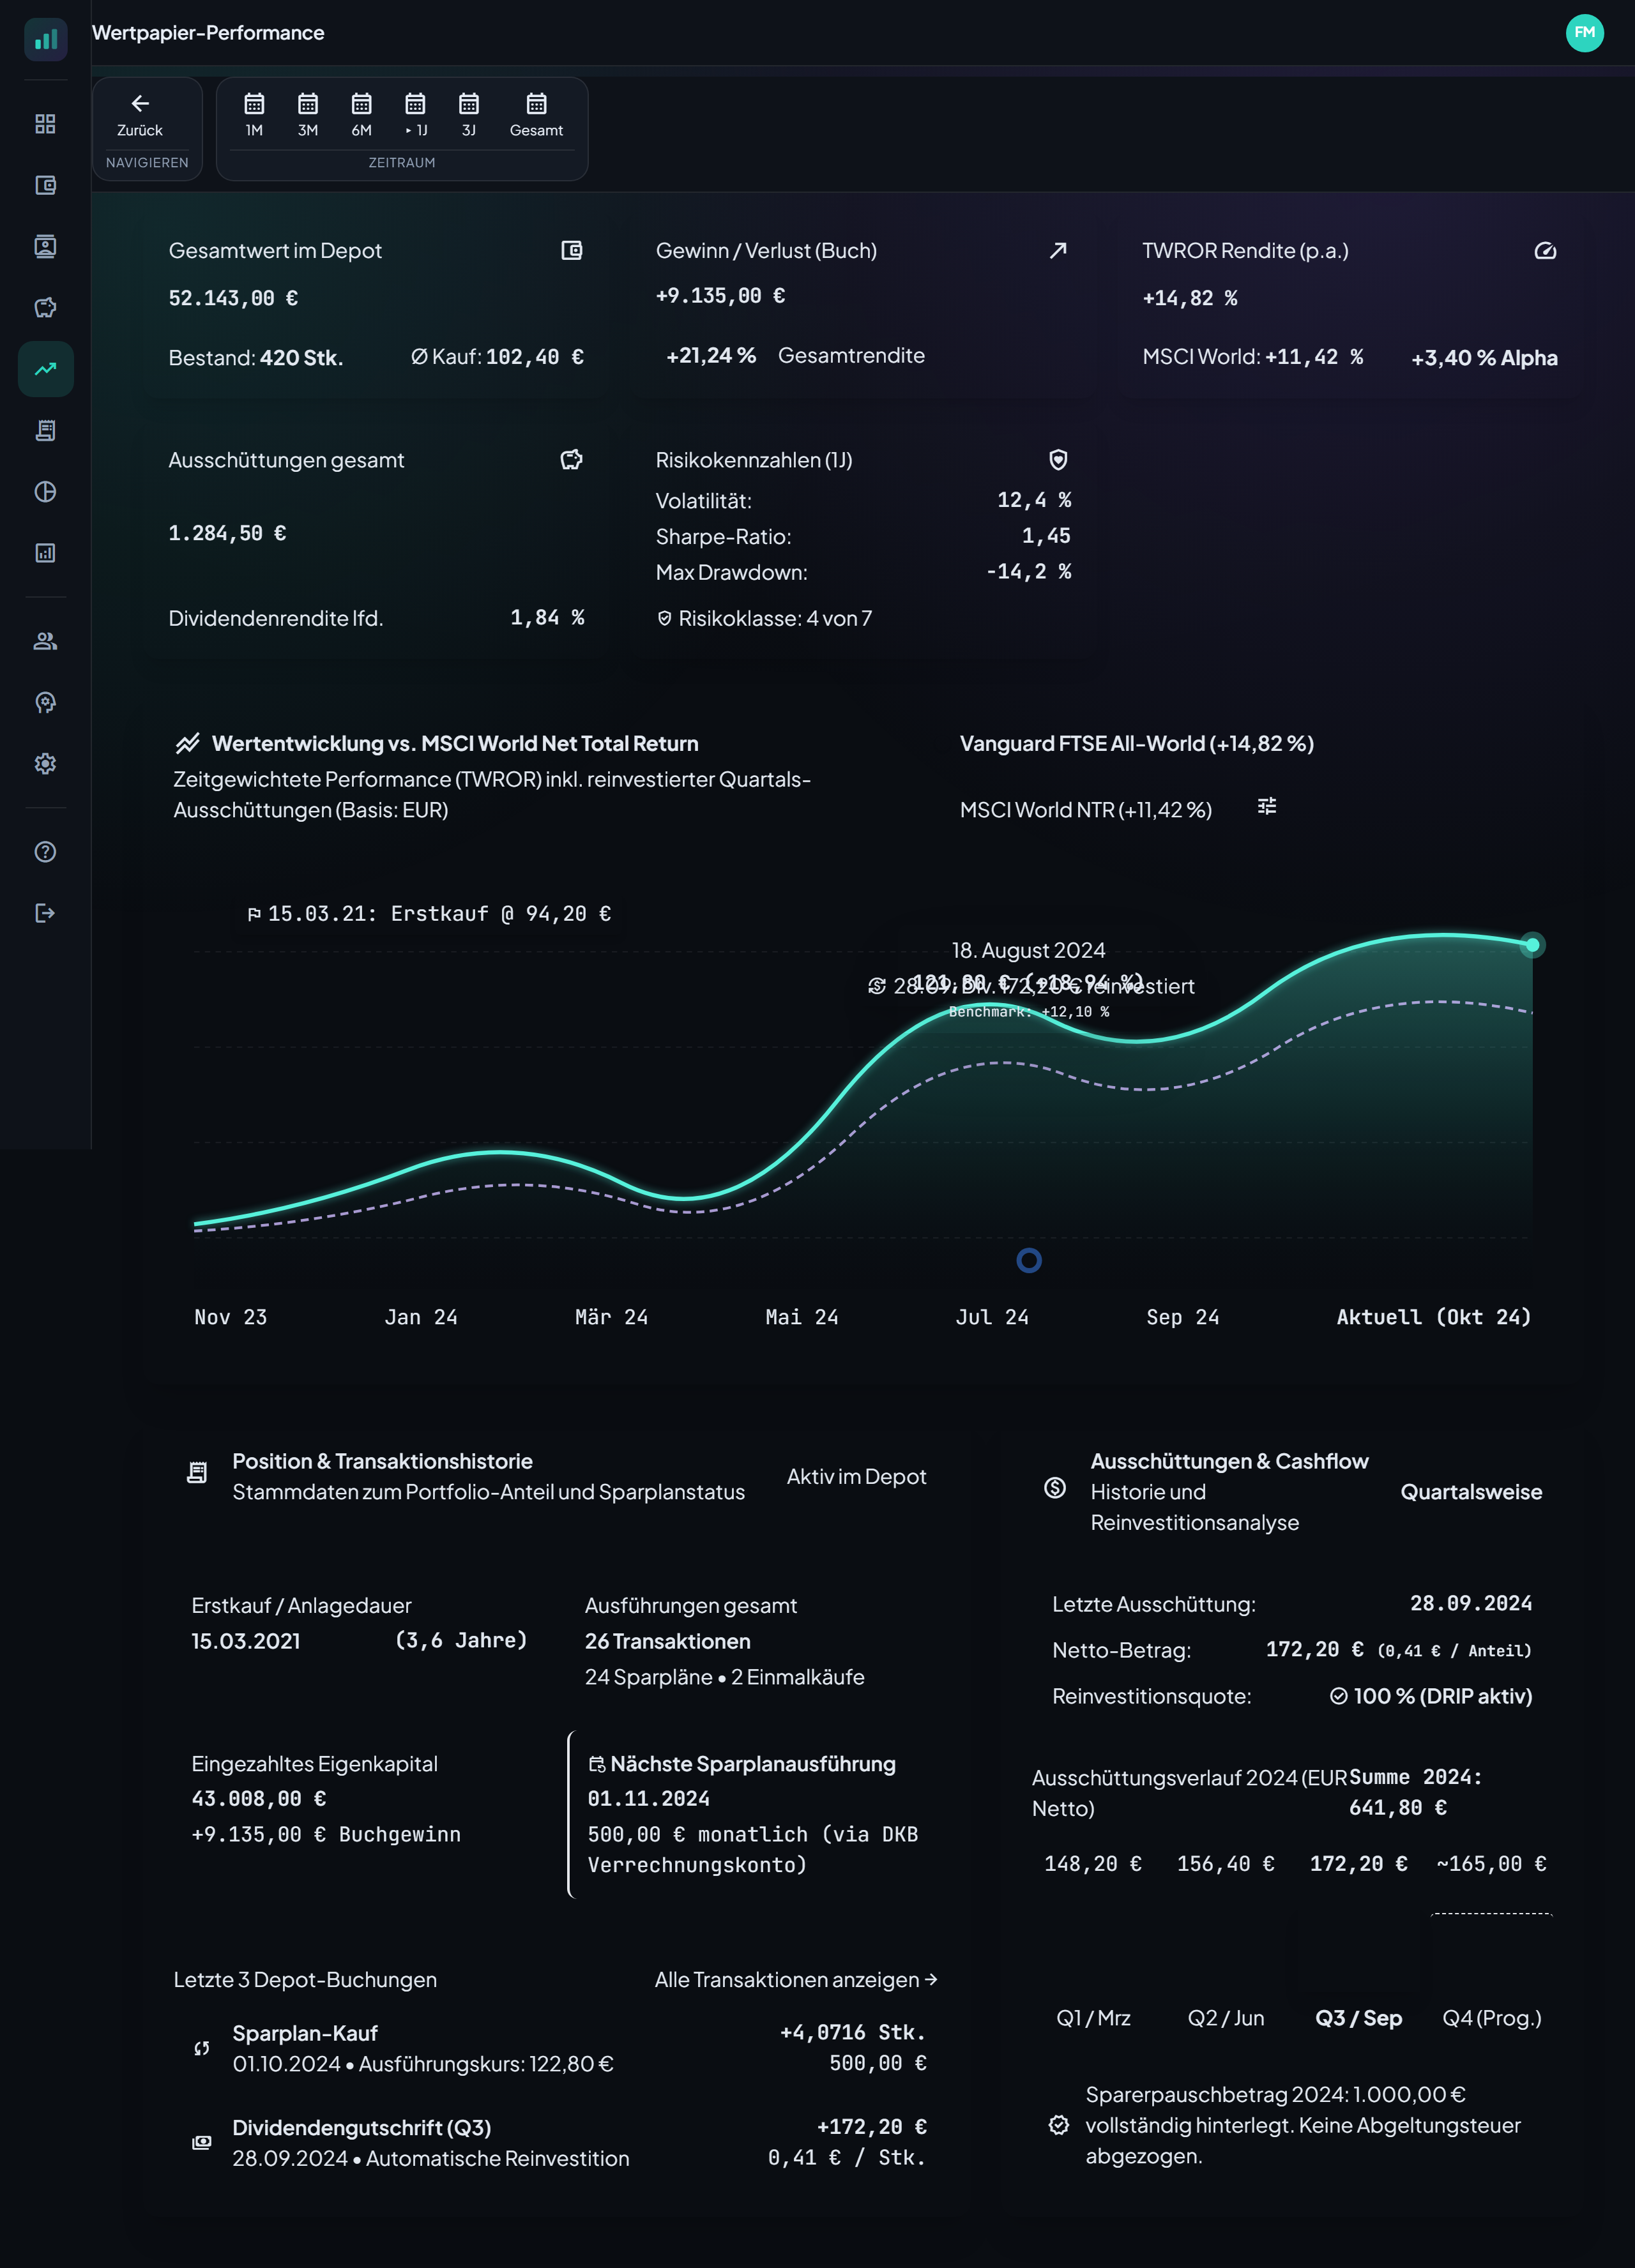 Wertpapier-Performance
FM
Zurück
NAVIGIEREN
1M 3M 6M ▸ 1J 3J Gesamt
ZEITRAUM
Gesamtwert im Depot
52.143,00 €
Bestand: 420 Stk. Ø Kauf: 102,40 €
Gewinn / Verlust (Buch)
+9.135,00 €
+21,24 % Gesamtrendite
TWROR Rendite (p.a.)
+14,82 %
MSCI World: +11,42 % +3,40 % Alpha
Ausschüttungen gesamt
1.284,50 €
Dividendenrendite lfd. 1,84 %
Risikokennzahlen (1J)
Volatilität: 12,4 %
Sharpe-Ratio: 1,45
Max Drawdown: -14,2 %
Risikoklasse: 4 von 7
Wertentwicklung vs. MSCI World Net Total Return
Zeitgewichtete Performance (TWROR) inkl. reinvestierter Quartals-
Ausschüttungen (Basis: EUR)
Vanguard FTSE All-World (+14,82 %)
MSCI World NTR (+11,42 %)
15.03.21: Erstkauf @ 94,20 €
18. August 2024
121,80 € (+18,94 %)
28.09: Div. 172,20 € reinvestiert
Benchmark: +12,10 %
Nov 23 Jan 24 Mär 24 Mai 24 Jul 24 Sep 24 Aktuell (Okt 24)
Position & Transaktionshistorie
Stammdaten zum Portfolio-Anteil und Sparplanstatus
Aktiv im Depot
Erstkauf / Anlagedauer
15.03.2021 (3,6 Jahre)
Ausführungen gesamt
26 Transaktionen
24 Sparpläne • 2 Einmalkäufe
Eingezahltes Eigenkapital
43.008,00 €
+9.135,00 € Buchgewinn
Nächste Sparplanausführung
01.11.2024
500,00 € monatlich (via DKB
Verrechnungskonto)
Letzte 3 Depot-Buchungen
Alle Transaktionen anzeigen →
Sparplan-Kauf
01.10.2024 • Ausführungskurs: 122,80 €
+4,0716 Stk.
500,00 €
Dividendengutschrift (Q3)
28.09.2024 • Automatische Reinvestition
+172,20 €
0,41 € / Stk.
Ausschüttungen & Cashflow
Historie und
Reinvestitionsanalyse
Quartalsweise
Letzte Ausschüttung: 28.09.2024
Netto-Betrag: 172,20 € (0,41 € / Anteil)
Reinvestitionsquote: 100 % (DRIP aktiv)
Ausschüttungsverlauf 2024 (EUR
Netto)
Summe 2024:
641,80 €
148,20 € 156,40 € 172,20 € ~165,00 €
Q1 / Mrz Q2 / Jun Q3 / Sep Q4 (Prog.)
Sparerpauschbetrag 2024: 1.000,00 €
vollständig hinterlegt. Keine Abgeltungsteuer
abgezogen.